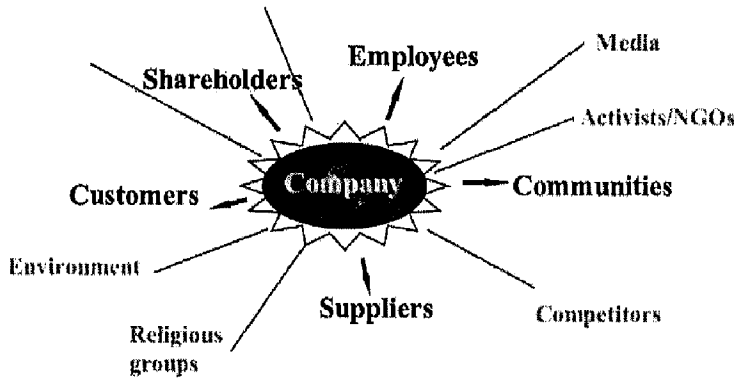 Media
Employees
Shareholders
Activists/NGOs
Company
Communities
Customers
Environment
Suppliers
Competitors
Religious
groups